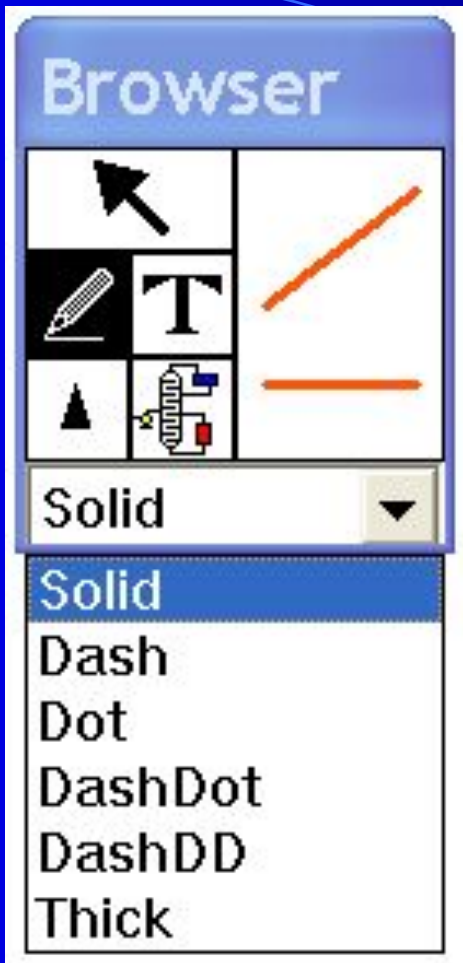 Browser
T
Solid
Solid
Dash
Dot
DashDot
DashDD
Thick